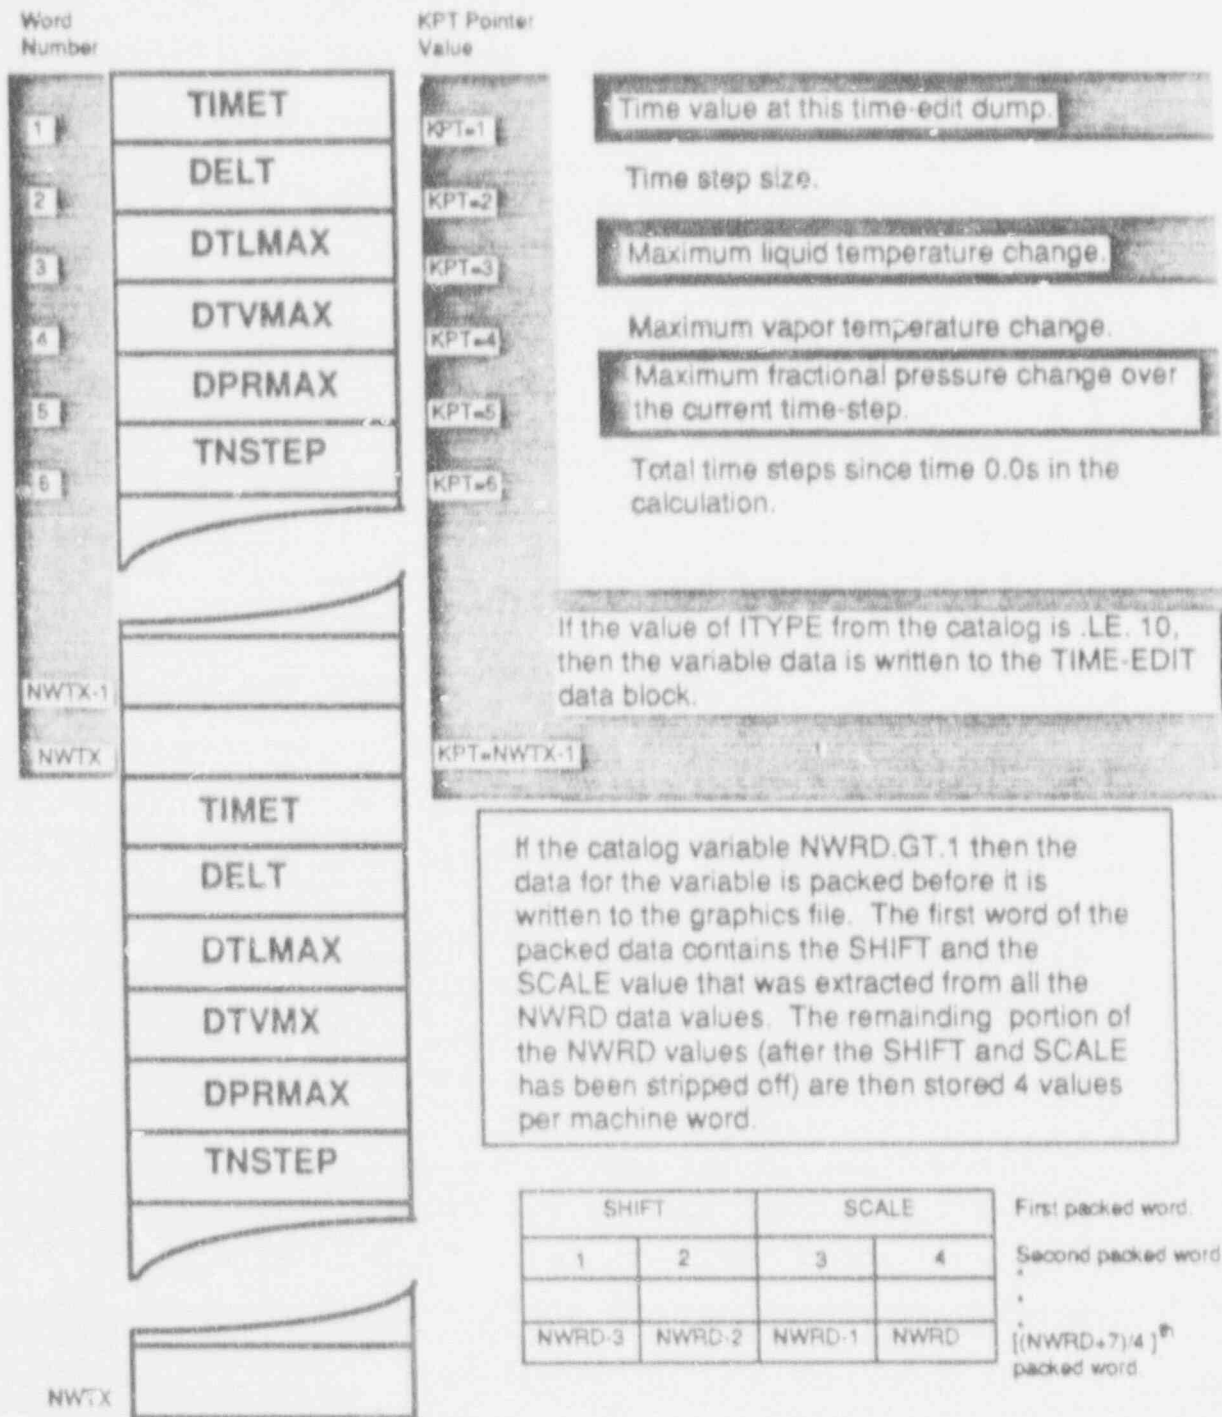 Word
Number
KPT Pointer
Value
1
TIMET
KPT=1
Time value at this time-edit dump.
2
DELT
KPT=2
Time step size.
3
DTLMAX
KPT=3
Maximum liquid temperature change.
4
DTVMAX
KPT=4
Maximum vapor temperature change.
5
DPRMAX
KPT=5
Maximum fractional pressure change over
the current time-step.
6
TNSTEP
KPT=6
Total time steps since time 0.0s in the
calculation.
If the value of ITYPE from the catalog is .LE. 10,
then the variable data is written to the TIME-EDIT
data block.
NWTX-1
NWTX
KPT=NWTX-1
TIMET
DELT
DTLMAX
DTVMX
DPRMAX
TNSTEP
NWTX
If the catalog variable NWRD.GT.1 then the
data for the variable is packed before it is
written to the graphics file. The first word of the
packed data contains the SHIFT and the
SCALE value that was extracted from all the
NWRD data values. The remainding portion of
the NWRD values (after the SHIFT and SCALE
has been stripped off) are then stored 4 values
per machine word.
SHIFT SCALE First packed word.
1 2 3 4 Second packed word
.
.
.
NWRD-3 NWRD-2 NWRD-1 NWRD [(NWRD+7)/4]th
packed word